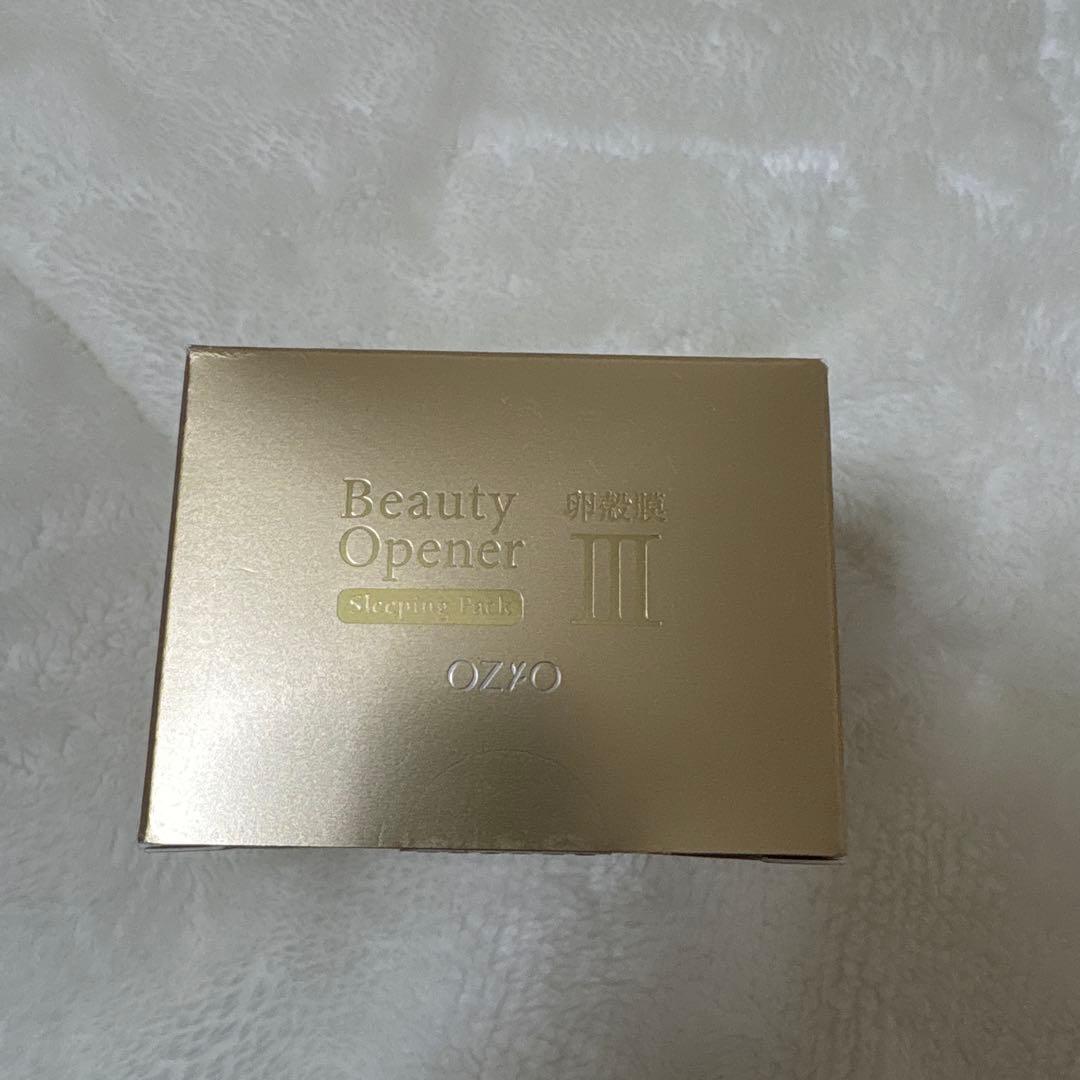 Beauty
Opener
Sleeping Pack
卵殻膜
III
OZIO